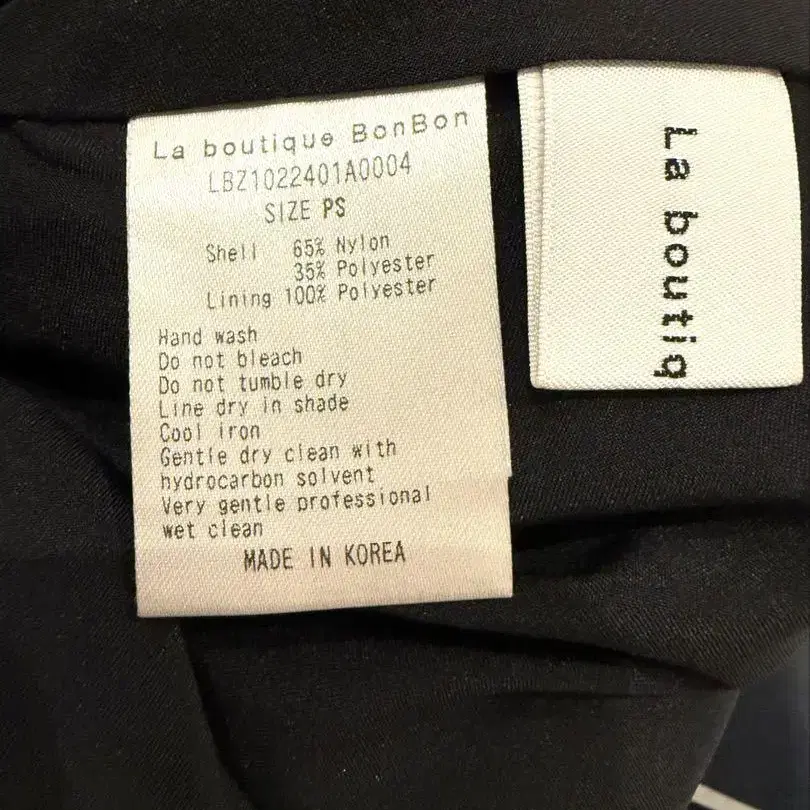 La boutique BonBon
LBZ1022401A0004
SIZE PS
Shell 65% Nylon
35% Polyester
Lining 100% Polyester
Hand wash
Do not bleach
Do not tumble dry
Line dry in shade
Cool iron
Gentle dry clean with
hydrocarbon solvent
Very gentle professional
wet clean
MADE IN KOREA
La boutiq